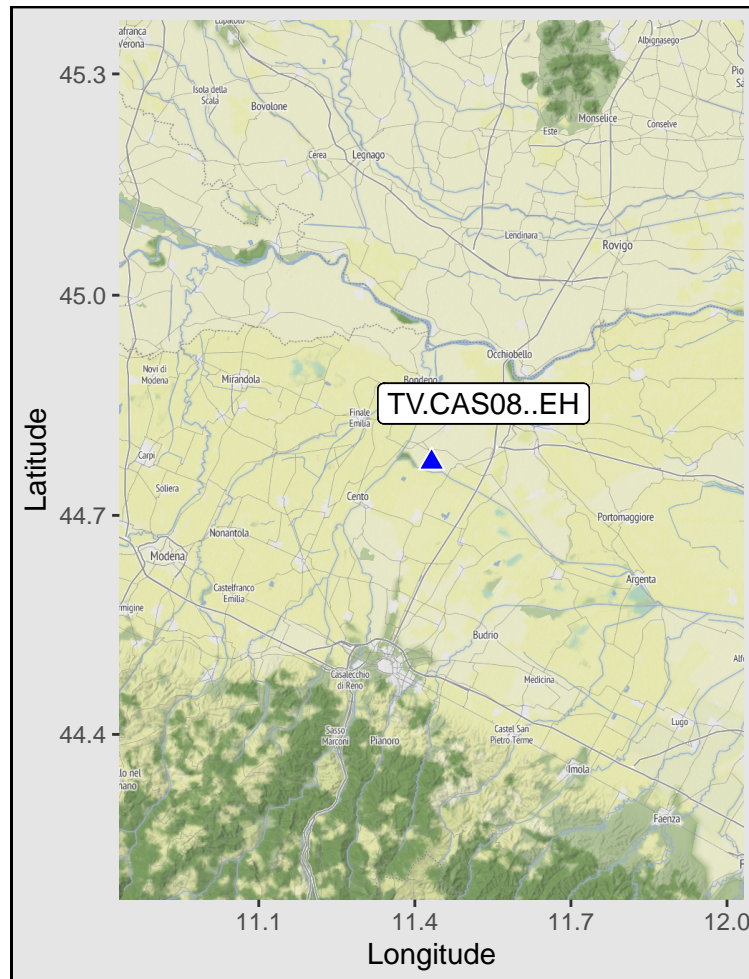 afranca
Verona
Lupatoto
Albignasego
45.3
Isola della
Scala
Bovolone
Monselice
Conselve
Este
Cerea
Legnago
Lendinara
Rovigo
45.0
Occhiobello
Novi di
Modena
Mirandola
Bondeno
TV.CAS08..EH
Finale
Emilia
Carpi
Soliera
Cento
44.7
Portomaggiore
Nonantola
Modena
Argenta
Castelfranco
Emilia
Budrio
Casalecchio
di Reno
Medicina
Lugo
44.4
Sasso
Marconi
Pianoro
Castel San
Pietro Terme
Imola
Faenza
11.1
11.4
11.7
12.0
Longitude
Latitude